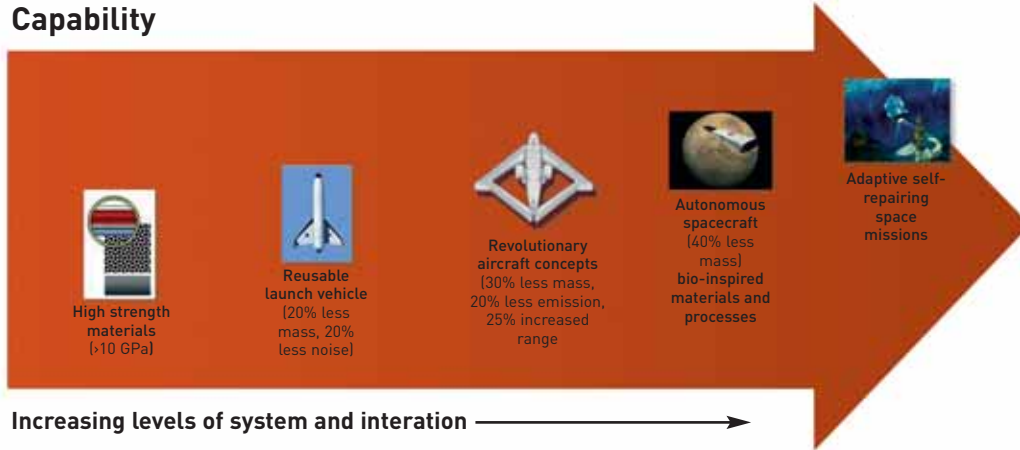 Capability
High strength
materials
(>10 GPa)
Reusable
launch vehicle
(20% less
mass, 20%
less noise)
Revolutionary
aircraft concepts
(30% less mass,
20% less emission,
25% increased
range
Autonomous
spacecraft
(40% less
mass)
bio-inspired
materials and
processes
Adaptive self-
repairing
space
missions
Increasing levels of system and interation